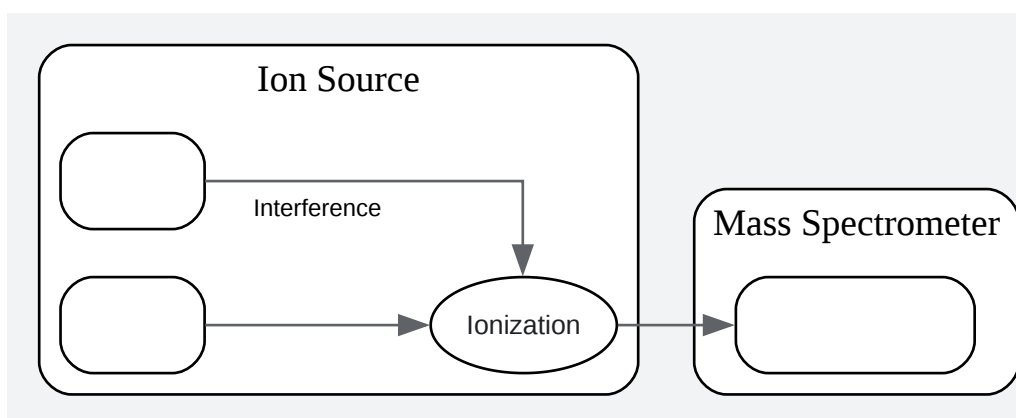 Ion Source
Interference
Mass Spectrometer
Ionization